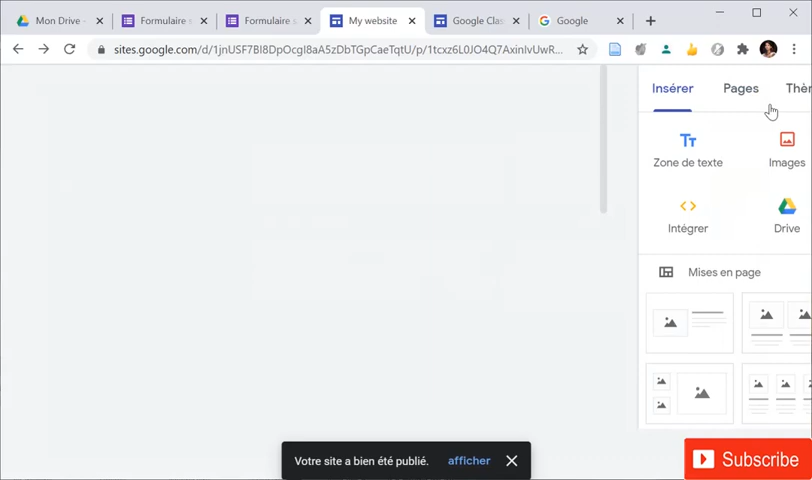 Mon Drive –
Formulaire s
Formulaire s
My website
Google Clas
Google
sites.google.com/d/1jnUSF7BI8DpOcgI8aA5zDbTGpCaeTqtU/p/1tcxz6L0JO4Q7AxinIvUwR...
Insérer
Pages
Thèr
Zone de texte
Images
Intégrer
Drive
Mises en page
Votre site a bien été publié.
afficher
Subscribe